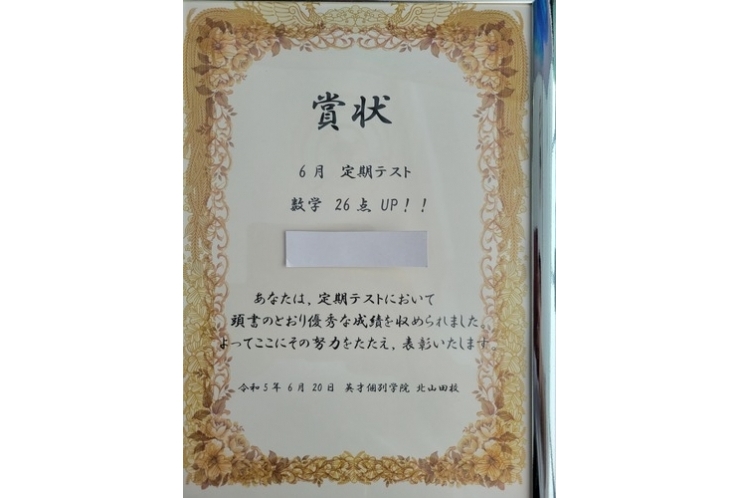 賞状
6月 定期テスト
数学 26点UP!!
あなたは,定期テストにおいて
頭書のとおり優秀な成績を収められました。
よってここにその努力をたたえ,表彰いたします。
令和5年 6月 20日 英才個別学院 北山田校